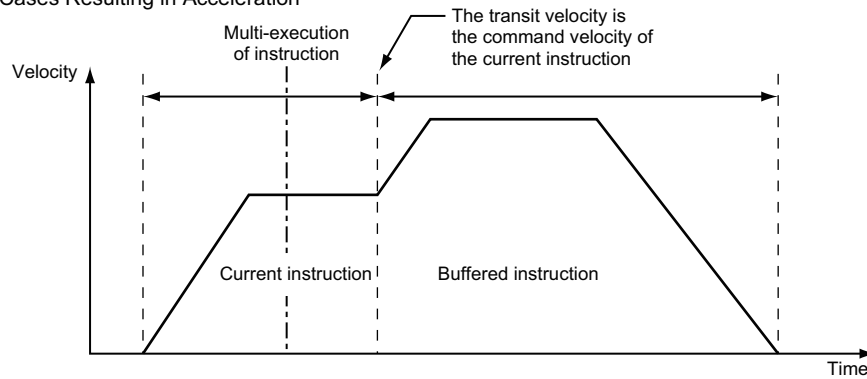 Cases Resulting in Acceleration
The transit velocity is
the command velocity of
the current instruction
Multi-execution
of instruction
Velocity
Current instruction
Buffered instruction
Time